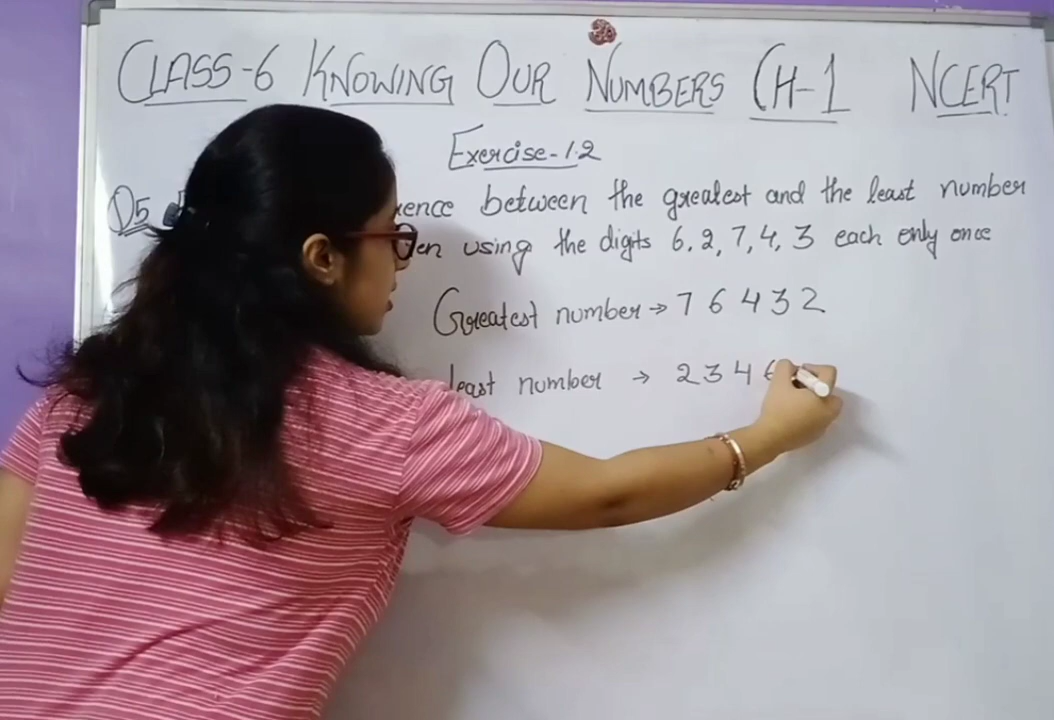 CLASS-6 KNOWING OUR NUMBERS CH-1 NCERT
Exercise-1.2
Q5 between the greatest and the least number
using the digits 6, 2, 7, 4, 3 each only once
Greatest number → 7 6 4 3 2
least number → 2 3 4 6